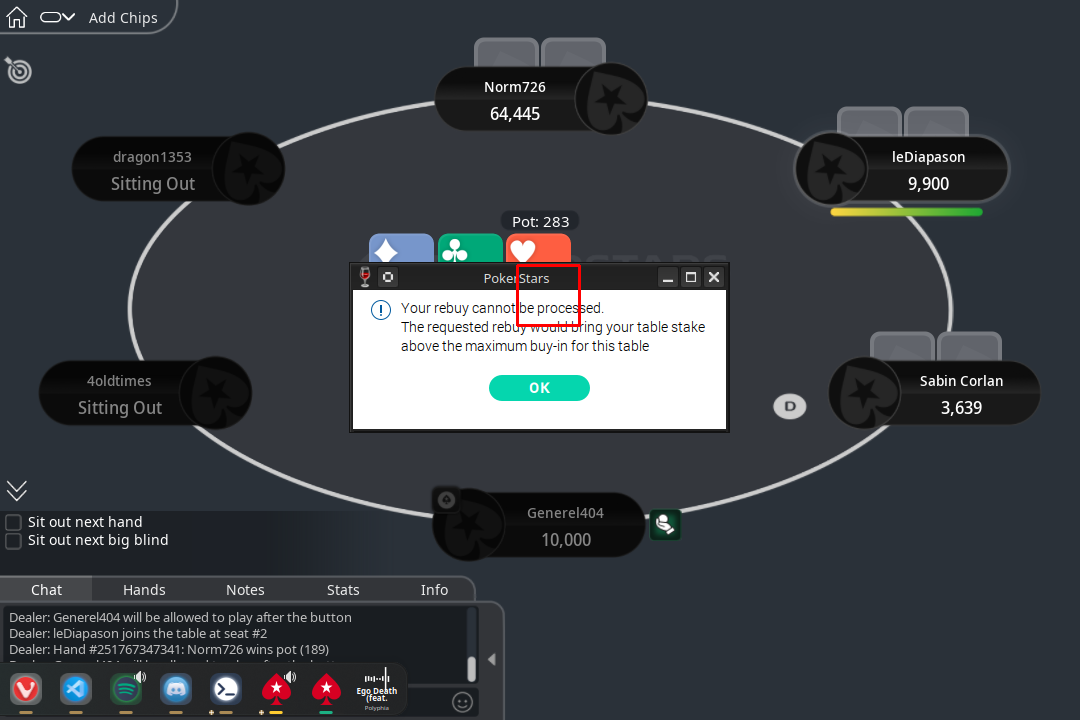 Add Chips
Norm726
64,445
dragon1353
Sitting Out
leDiapason
9,900
Pot: 283
PokerStars
Your rebuy cannot be processed.
The requested rebuy would bring your table stake
above the maximum buy-in for this table
OK
4oldtimes
Sitting Out
Sabin Corlan
3,639
D
Generel404
10,000
Sit out next hand
Sit out next big blind
Chat Hands Notes Stats Info
Dealer: Generel404 will be allowed to play after the button
Dealer: leDiapason joins the table at seat #2
Dealer: Hand #251767347341: Norm726 wins pot (189)
Ego Death
(feat.
Polyphia